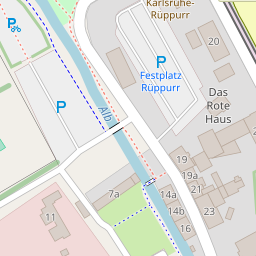 Karlsruhe-
Rüppurr
20
P
P
Festplatz
Rüppurr
P
Alb
Das
Rote
Haus
19
19a
7a
14a
21
11
14b
23
16